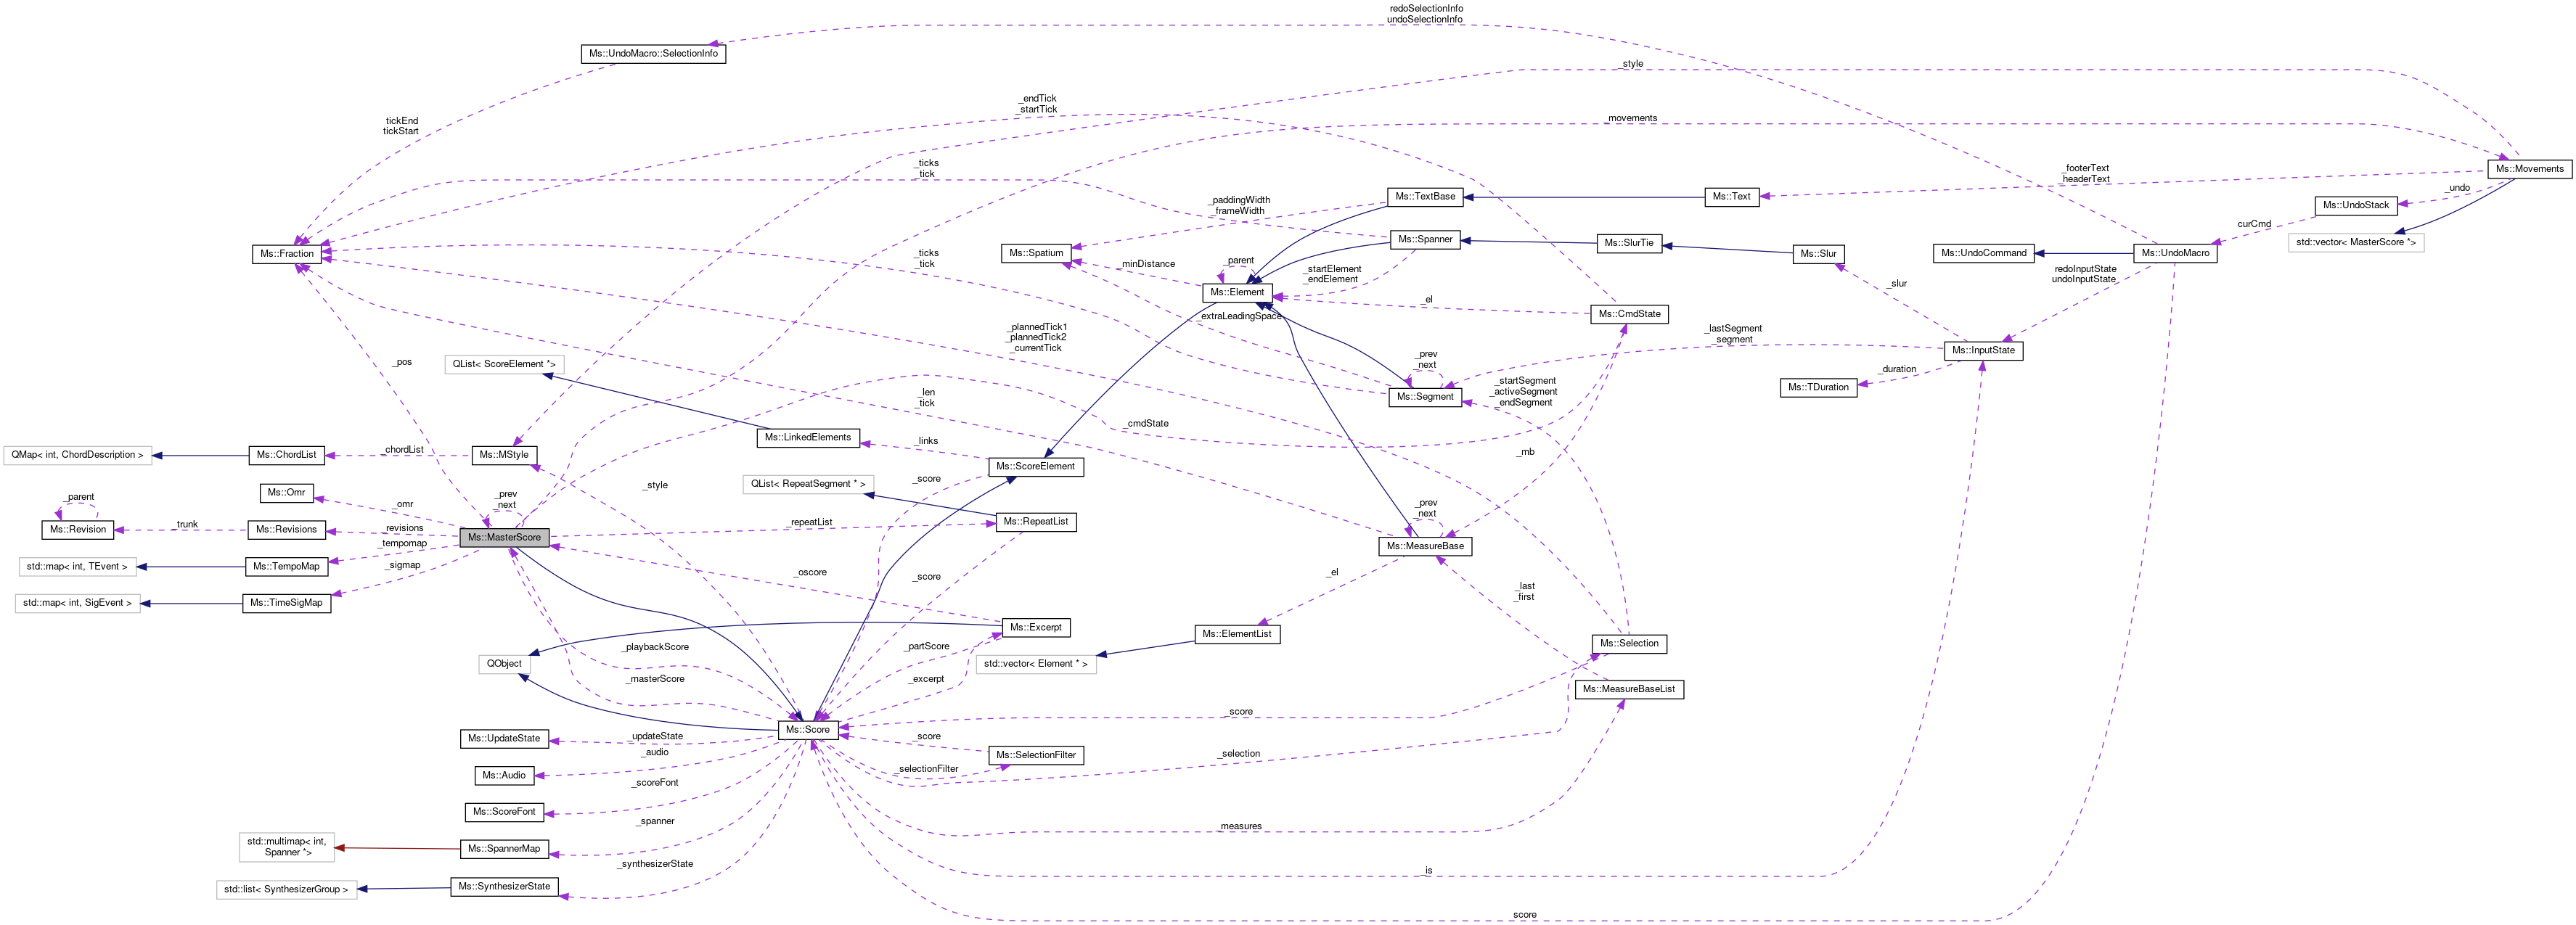 redoSelectionInfo
undoSelectionInfo
Ms::UndoMacro::SelectionInfo
_style
_endTick
_startTick
tickEnd
tickStart
_movements
_ticks
_tick
_footerText
_headerText
Ms::Movements
_undo
Ms::TextBase
Ms::Text
_paddingWidth
_frameWidth
Ms::UndoStack
curCmd
Ms::Fraction
Ms::Spatium
Ms::Spanner
Ms::SlurTie
Ms::Slur
Ms::UndoCommand
Ms::UndoMacro
std::vector< MasterScore *>
_ticks
_tick
_minDistance
_parent
_startElement
_endElement
redoInputState
undoInputState
Ms::Element
_slur
_el
Ms::CmdState
_extraLeadingSpace
_plannedTick1
_plannedTick2
_currentTick
_lastSegment
_segment
Ms::InputState
_pos
QList< ScoreElement *>
_prev
_next
_duration
Ms::TDuration
_len
_tick
Ms::Segment
_startSegment
_activeSegment
_endSegment
_cmdState
Ms::LinkedElements
_links
_mb
QMap< int, ChordDescription >
Ms::ChordList
_chordList
Ms::MStyle
Ms::ScoreElement
_style
QList< RepeatSegment * >
_score
Ms::Omr
_omr
_prev
_next
_prev
_next
_parent
Ms::Revision
_trunk
Ms::Revisions
_revisions
Ms::MasterScore
_repeatList
Ms::RepeatList
Ms::MeasureBase
_tempomap
std::map< int, TEvent >
Ms::TempoMap
_sigmap
_oscore
_score
_el
_last
_first
std::map< int, SigEvent >
Ms::TimeSigMap
Ms::Excerpt
Ms::ElementList
Ms::Selection
_playbackScore
_partScore
QObject
std::vector< Element * >
_masterScore
_excerpt
Ms::MeasureBaseList
_score
Ms::Score
Ms::UpdateState
_updateState
_score
_audio
Ms::SelectionFilter
_selection
Ms::Audio
_selectionFilter
_scoreFont
Ms::ScoreFont
_spanner
_measures
std::multimap< int,
Spanner *>
Ms::SpannerMap
_synthesizerState
_is
std::list< SynthesizerGroup >
Ms::SynthesizerState
score